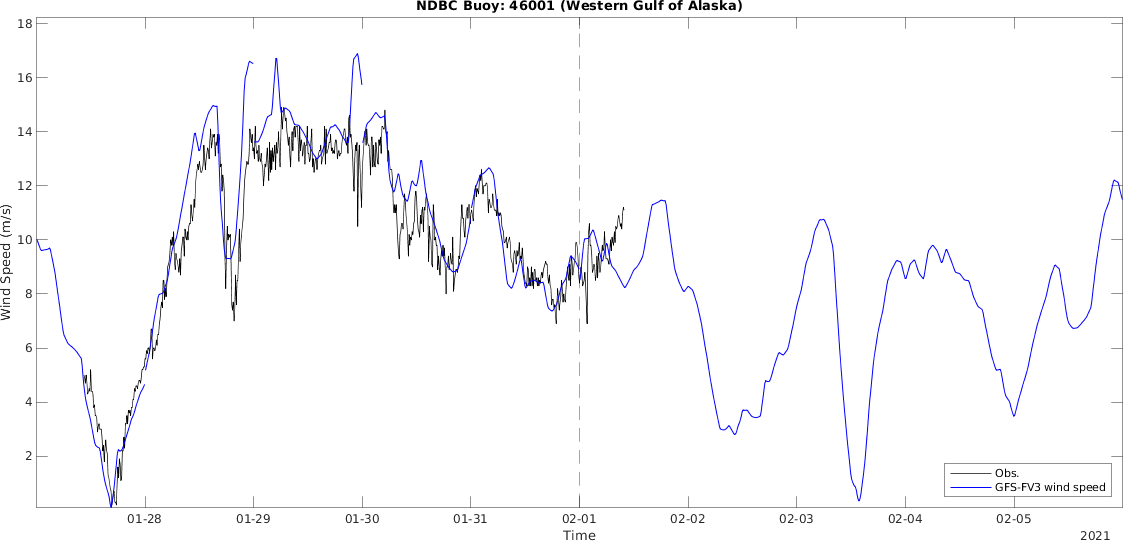 NDBC Buoy: 46001 (Western Gulf of Alaska)
18
16
14
12
10
8
6
4
2
Wind Speed (m/s)
Obs.
GFS-FV3 wind speed
01-28 01-29 01-30 01-31 02-01 02-02 02-03 02-04 02-05
Time
2021